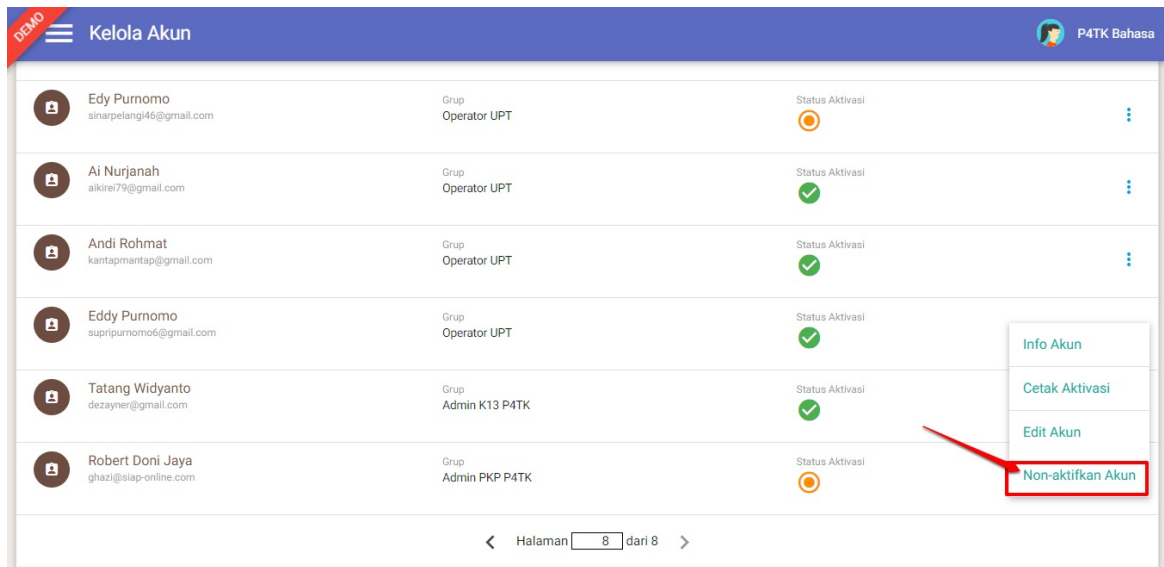 DEMO
Kelola Akun
P4TK Bahasa
Edy Purnomo
sinarpelangi46@gmail.com
Grup
Operator UPT
Status Aktivasi
Ai Nurjanah
aikirei79@gmail.com
Grup
Operator UPT
Status Aktivasi
Andi Rohmat
kantapmantap@gmail.com
Grup
Operator UPT
Status Aktivasi
Eddy Purnomo
supripurnomo6@gmail.com
Grup
Operator UPT
Status Aktivasi
Tatang Widyanto
dezayner@gmail.com
Grup
Admin K13 P4TK
Status Aktivasi
Robert Doni Jaya
ghazi@siap-online.com
Grup
Admin PKP P4TK
Status Aktivasi
Info Akun
Cetak Aktivasi
Edit Akun
Non-aktifkan Akun
Halaman 8 dari 8